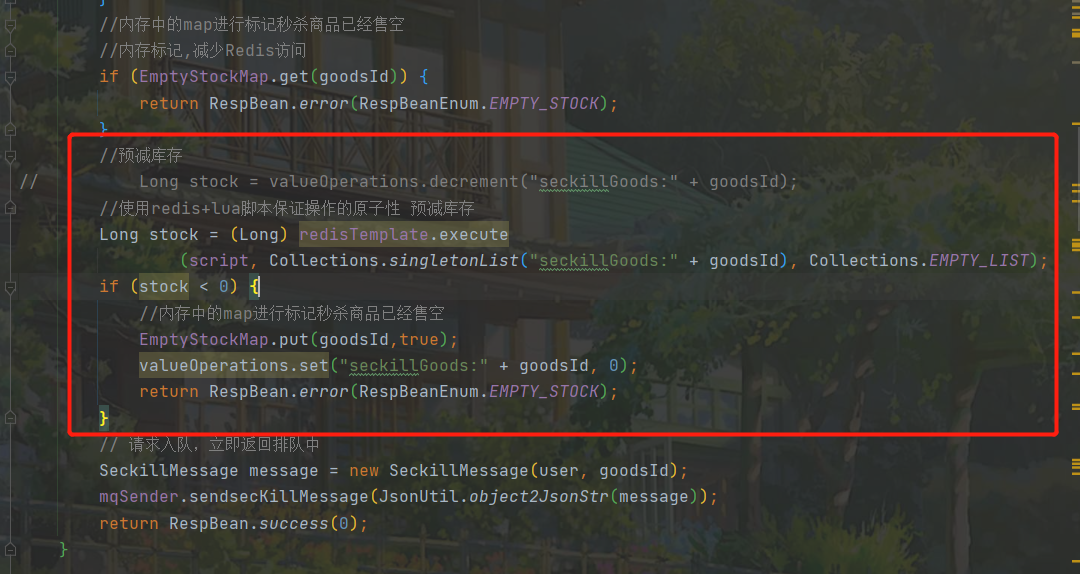 }
//内存中的map进行标记秒杀商品已经售空
//内存标记,减少Redis访问
if (EmptyStockMap.get(goodsId)) {
return RespBean.error(RespBeanEnum.EMPTY_STOCK);
}
//预减库存
// Long stock = valueOperations.decrement("seckillGoods:" + goodsId);
//使用redis+lua脚本保证操作的原子性 预减库存
Long stock = (Long) redisTemplate.execute
(script, Collections.singletonList("seckillGoods:" + goodsId), Collections.EMPTY_LIST);
if (stock < 0) {
//内存中的map进行标记秒杀商品已经售空
EmptyStockMap.put(goodsId,true);
valueOperations.set("seckillGoods:" + goodsId, 0);
return RespBean.error(RespBeanEnum.EMPTY_STOCK);
}
// 请求入队，立即返回排队中
SeckillMessage message = new SeckillMessage(user, goodsId);
mqSender.sendsecKillMessage(JsonUtil.object2JsonStr(message));
return RespBean.success(0);
}